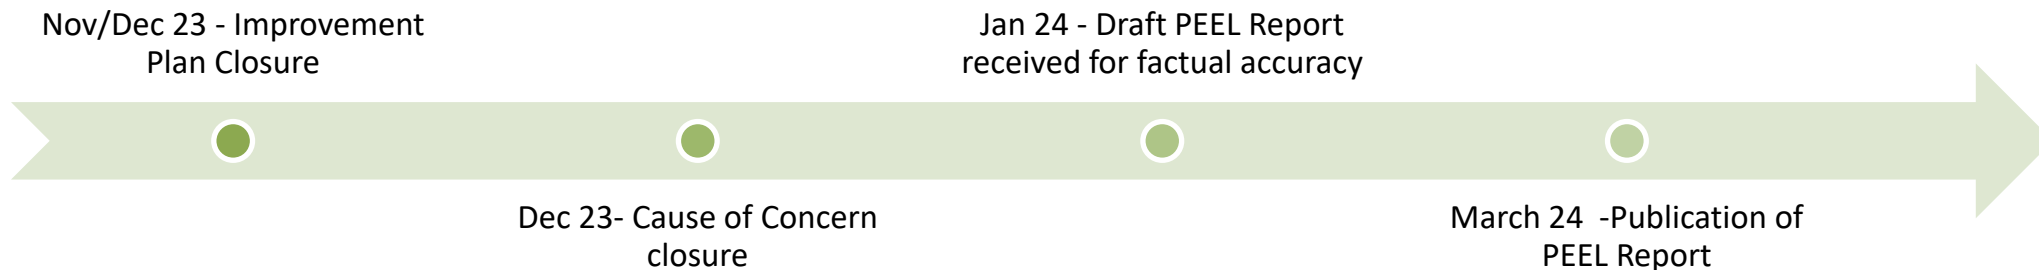 Nov/Dec 23 - Improvement
Plan Closure
Dec 23- Cause of Concern
closure
Jan 24 - Draft PEEL Report
received for factual accuracy
March 24  -Publication of
PEEL Report